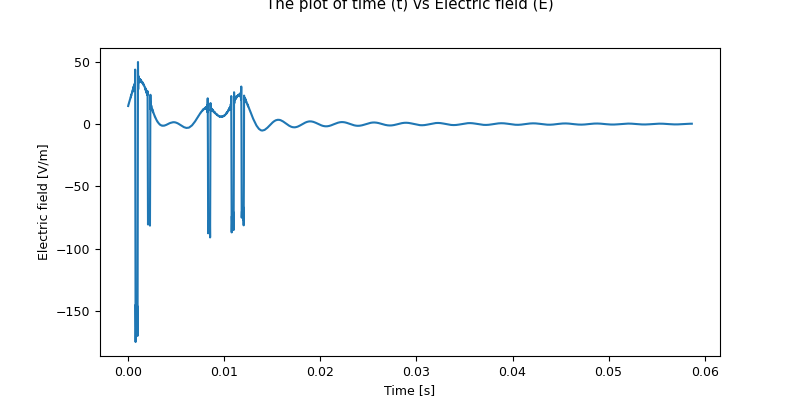 The plot of time (t) vs Electric field (E)
50
0
−50
−100
−150
Electric field [V/m]
0.00 0.01 0.02 0.03 0.04 0.05 0.06
Time [s]